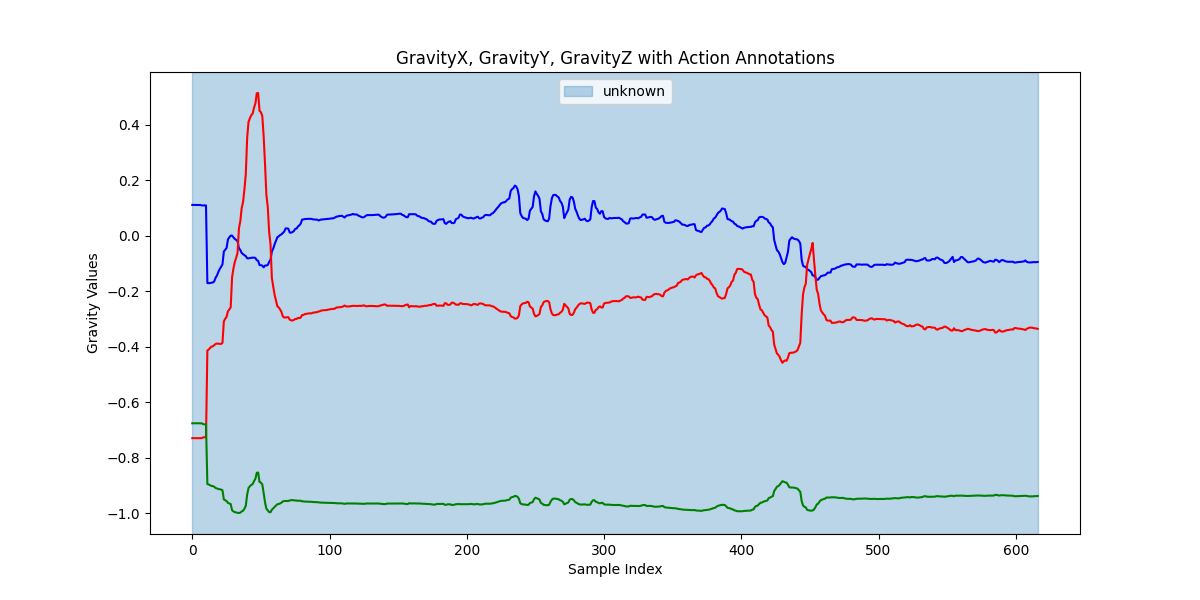 GravityX, GravityY, GravityZ with Action Annotations
unknown
Gravity Values
0.4
0.2
0.0
−0.2
−0.4
−0.6
−0.8
−1.0
0 100 200 300 400 500 600
Sample Index